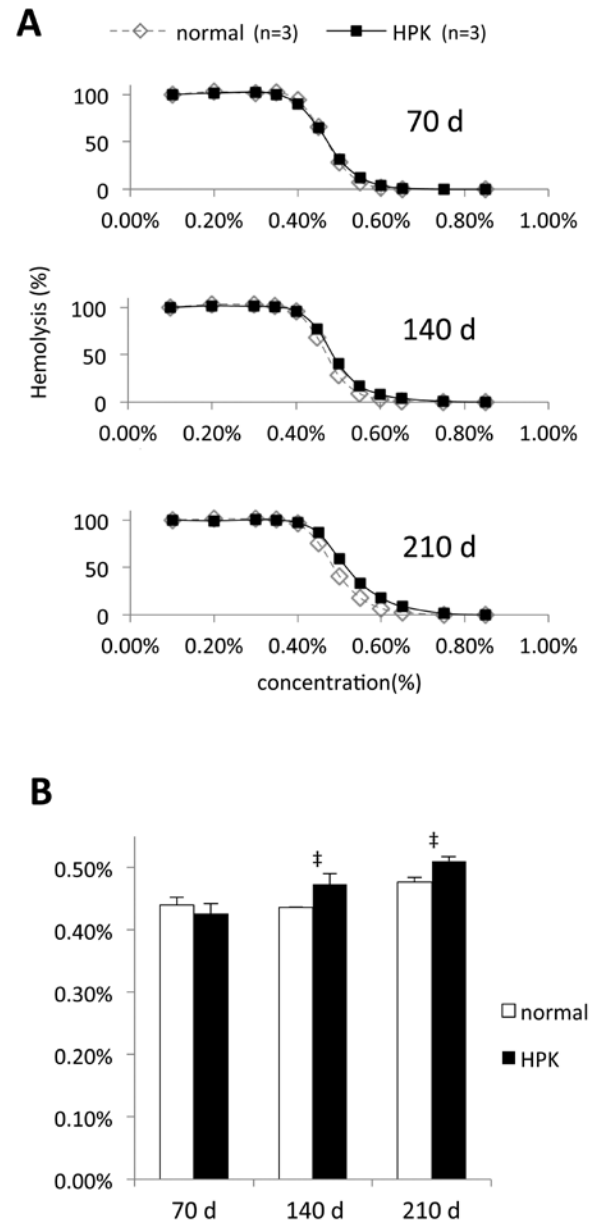 A
normal (n=3) HPK (n=3)
100
70 d
50
0
0.00% 0.20% 0.40% 0.60% 0.80% 1.00%
Hemolysis (%)
100
140 d
50
0
0.00% 0.20% 0.40% 0.60% 0.80% 1.00%
100
210 d
50
0
0.00% 0.20% 0.40% 0.60% 0.80% 1.00%
concentration(%)
B
‡
‡
0.50%
0.40%
0.30%
normal
0.20%
HPK
0.10%
0.00%
70 d 140 d 210 d